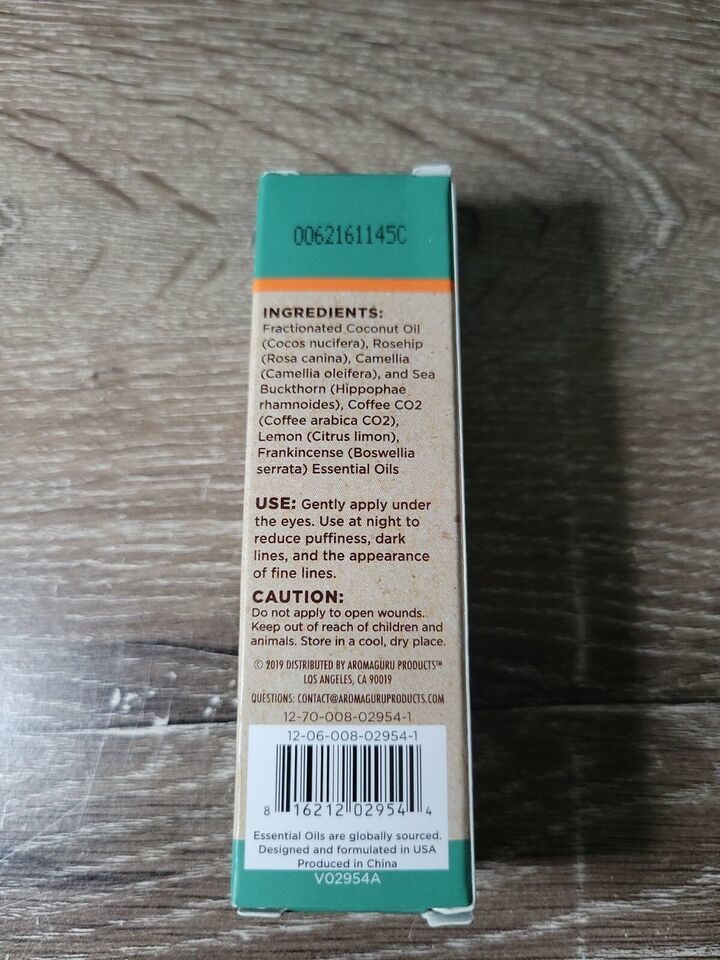 0062161145C
INGREDIENTS:
Fractionated Coconut Oil
(Cocos nucifera), Rosehip
(Rosa canina), Camellia
(Camellia oleifera), and Sea
Buckthorn (Hippophae
rhamnoides), Coffee CO2
(Coffee arabica CO2),
Lemon (Citrus limon),
Frankincense (Boswellia
serrata) Essential Oils
USE: Gently apply under
the eyes. Use at night to
reduce puffiness, dark
lines, and the appearance
of fine lines.
CAUTION:
Do not apply to open wounds.
Keep out of reach of children and
animals. Store in a cool, dry place.
© 2019 DISTRIBUTED BY AROMAGURU PRODUCTS™
LOS ANGELES, CA 90019
QUESTIONS: CONTACT@AROMAGURUPRODUCTS.COM
12-70-008-02954-1
12-06-008-02954-1
8 16212 02954 4
Essential Oils are globally sourced.
Designed and formulated in USA
Produced in China
V02954A